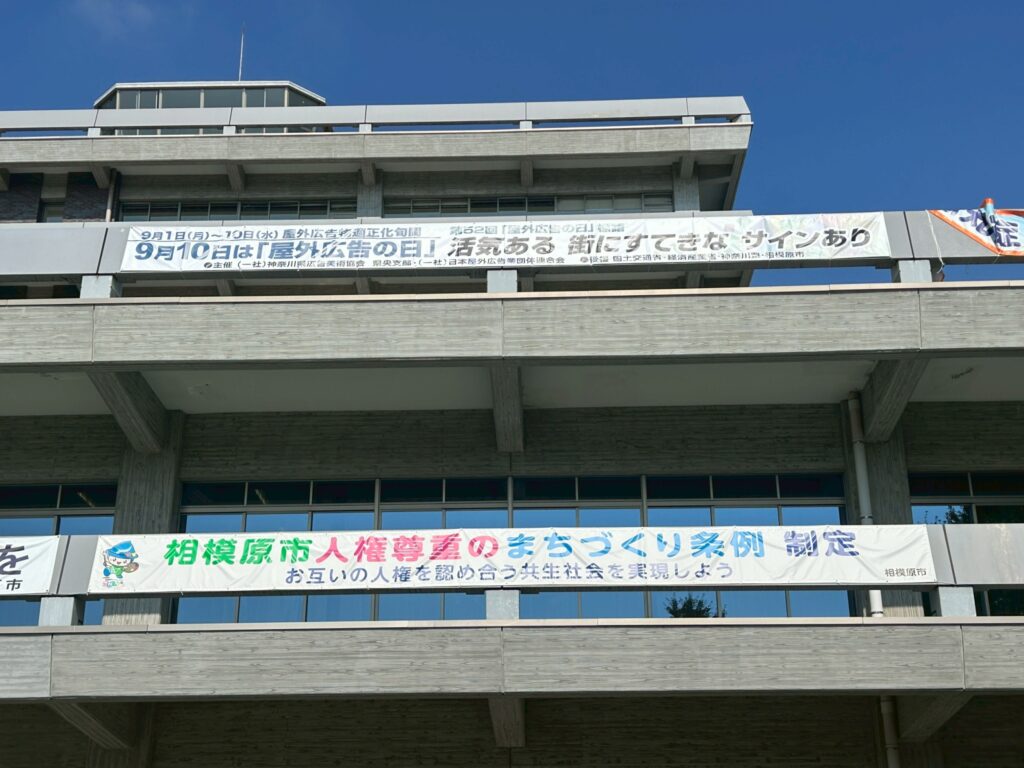 9月1日(月)~10日(水) 屋外広告物適正化旬間 第52回「屋外広告の日」標語
9月10日は「屋外広告の日」 活気ある 街にすてきな サインあり
主催 (一社)神奈川県広告美術協会 県央支部・(一社)日本屋外広告業団体連合会 後援 国土交通省・経済産業省・神奈川県・相模原市
症
を
市
相模原市人権尊重のまちづくり条例 制定
お互いの人権を認め合う共生社会を実現しよう
相模原市